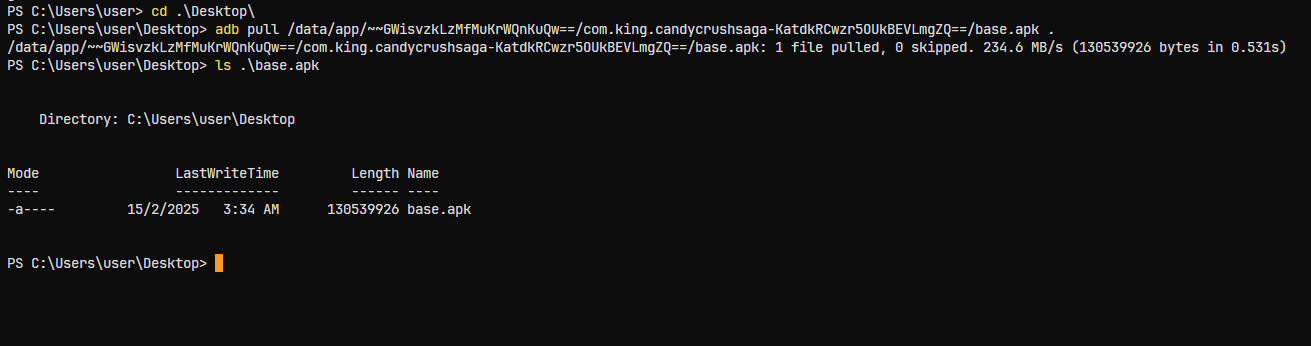 PS C:\Users\user> cd .\Desktop\
PS C:\Users\user\Desktop> adb pull /data/app/~~GWisvzkLzMfMuKrWQnKuQw==/com.king.candycrushsaga-KatdkRCwzr5OUkBEVLmgZQ==/base.apk .
/data/app/~~GWisvzkLzMfMuKrWQnKuQw==/com.king.candycrushsaga-KatdkRCwzr5OUkBEVLmgZQ==/base.apk: 1 file pulled, 0 skipped. 234.6 MB/s (130539926 bytes in 0.531s)
PS C:\Users\user\Desktop> ls .\base.apk
Directory: C:\Users\user\Desktop
Mode LastWriteTime Length Name
---- ------------- ------ ----
-a---- 15/2/2025 3:34 AM 130539926 base.apk
PS C:\Users\user\Desktop>